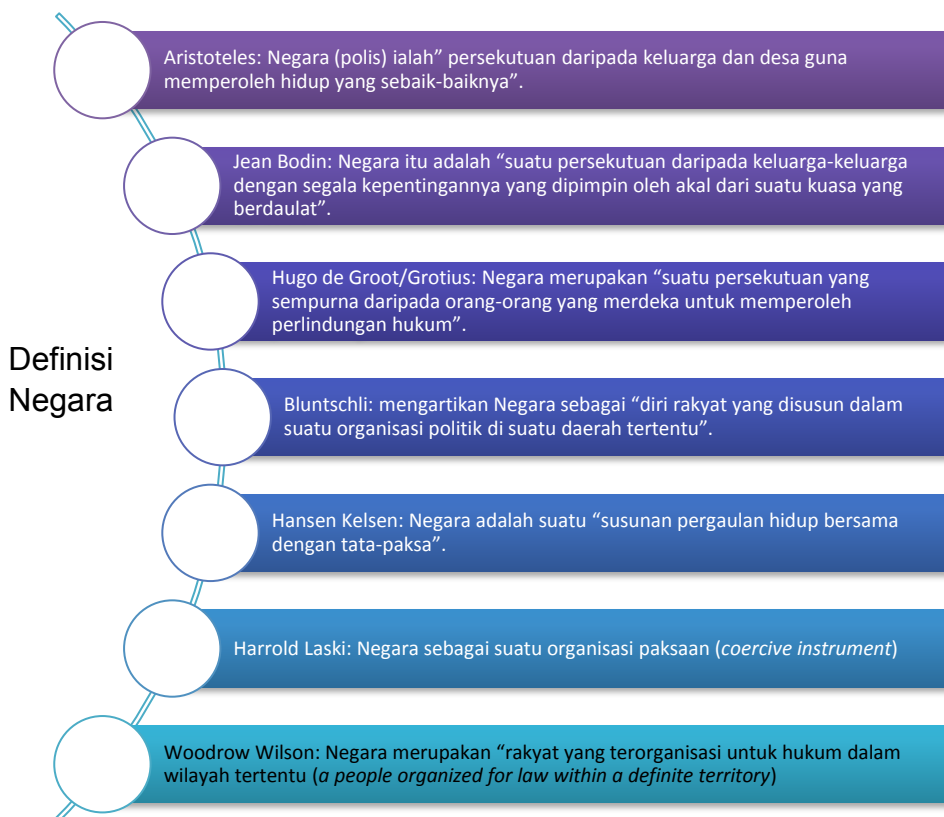 Definisi
Negara
Aristoteles: Negara (polis) ialah” persekutuan daripada keluarga dan desa guna
memperoleh hidup yang sebaik-baiknya”.
Jean Bodin: Negara itu adalah “suatu persekutuan daripada keluarga-keluarga
dengan segala kepentingannya yang dipimpin oleh akal dari suatu kuasa yang
berdaulat”.
Hugo de Groot/Grotius: Negara merupakan “suatu persekutuan yang
sempurna daripada orang-orang yang merdeka untuk memperoleh
perlindungan hukum”.
Bluntschli: mengartikan Negara sebagai “diri rakyat yang disusun dalam
suatu organisasi politik di suatu daerah tertentu”.
Hansen Kelsen: Negara adalah suatu “susunan pergaulan hidup bersama
dengan tata-paksa”.
Harrold Laski: Negara sebagai suatu organisasi paksaan (coercive instrument)
Woodrow Wilson: Negara merupakan “rakyat yang terorganisasi untuk hukum dalam
wilayah tertentu (a people organized for law within a definite territory)